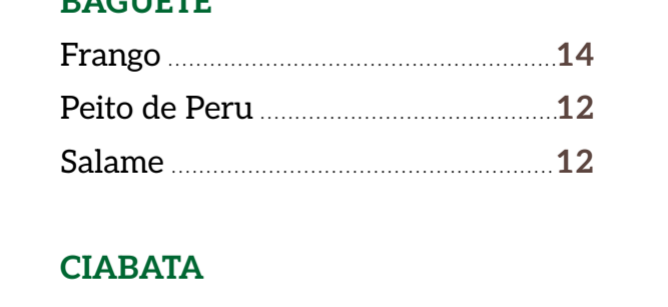 BAGUETE
Frango ........................................................14
Peito de Peru ...........................................12
Salame .......................................................12
CIABATA